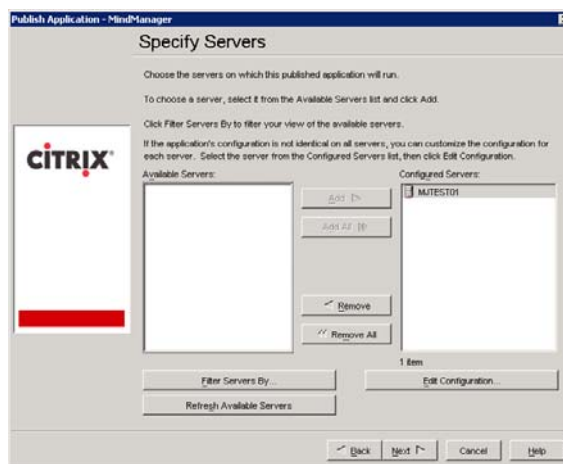 Publish Application - MindManager
Specify Servers
Choose the servers on which this published application will run.
To choose a server, select it from the Available Servers list and click Add.
Click Filter Servers By to filter your view of the available servers.
If the application's configuration is not identical on all servers, you can customize the configuration for
each server. Select the server from the Configured Servers list, then click Edit Configuration.
CITRIX
Available Servers:
Configured Servers:
MJTEST01
Add
Add All
Remove
Remove All
1 item
Filter Servers By...
Edit Configuration...
Refresh Available Servers
Back
Next
Cancel
Help